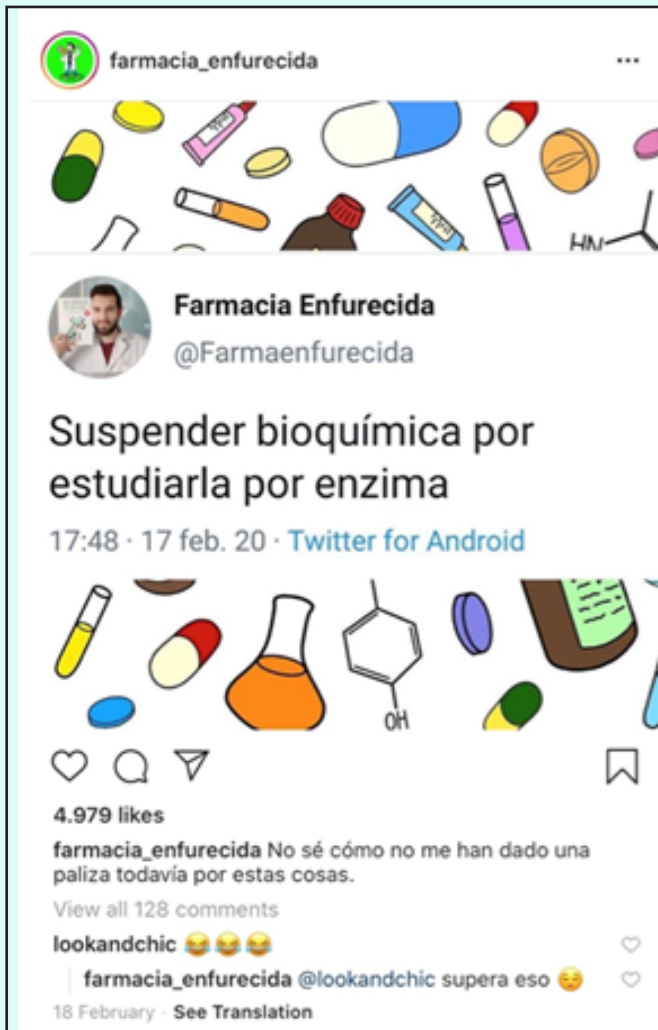 farmacia_enfurecida
HN
Farmacia Enfurecida
@Farmaenfurecida
Suspender bioquímica por
estudiarla por enzima
17:48 · 17 feb. 20 · Twitter for Android
OH
4.979 likes
farmacia_enfurecida No sé cómo no me han dado una
paliza todavía por estas cosas.
View all 128 comments
lookandchic 😂😂😂
farmacia_enfurecida @lookandchic supera eso 😌
18 February · See Translation